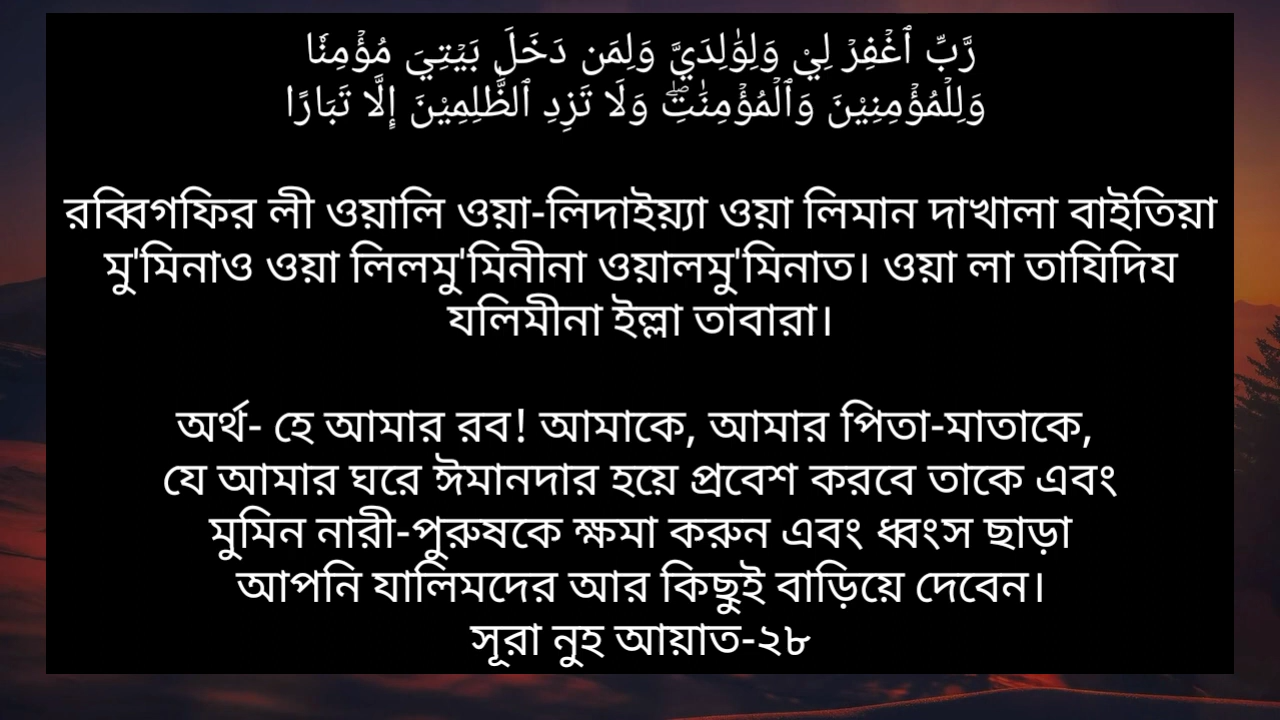 رَّبِّ ٱغۡفِرۡ لِيۡ وَلِوَٰلِدَيَّ وَلِمَن دَخَلَ بَيۡتِيَ مُؤۡمِنٗا
وَلِلۡمُؤۡمِنِيۡنَ وَٱلۡمُؤۡمِنَٰتِۖ وَلَا تَزِدِ ٱلظَّٰلِمِيۡنَ إِلَّا تَبَارًا
রব্বিগফির লী ওয়ালি ওয়া-লিদাইয়্যা ওয়া লিমান দাখালা বাইতিয়া
মু'মিনাও ওয়া লিলমু'মিনীনা ওয়ালমু'মিনাত। ওয়া লা তাযিদিয
যলিমীনা ইল্লা তাবারা।
অর্থ- হে আমার রব! আমাকে, আমার পিতা-মাতাকে,
যে আমার ঘরে ঈমানদার হয়ে প্রবেশ করবে তাকে এবং
মুমিন নারী-পুরুষকে ক্ষমা করুন এবং ধ্বংস ছাড়া
আপনি যালিমদের আর কিছুই বাড়িয়ে দেবেন।
সূরা নুহ আয়াত-২৮